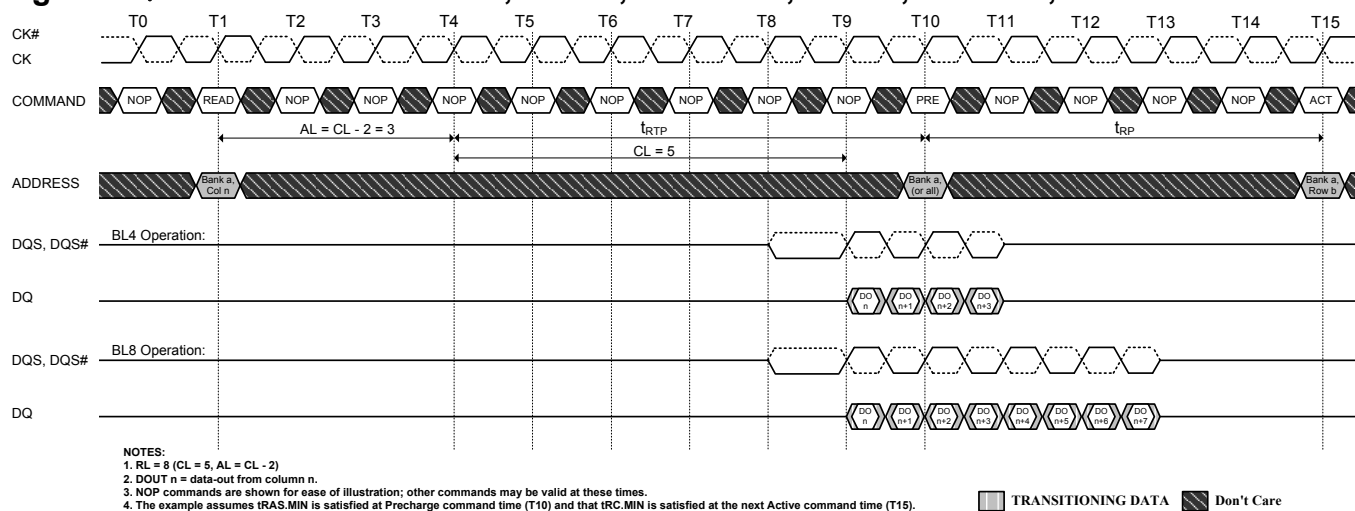 T0 T1 T2 T3 T4 T5 T6 T7 T8 T9 T10 T11 T12 T13 T14 T15
CK#
CK
COMMAND NOP READ NOP NOP NOP NOP NOP NOP NOP NOP PRE NOP NOP NOP NOP ACT
AL = CL - 2 = 3 tRTP tRP
CL = 5
ADDRESS Bank a, Col n Bank a, (or all) Bank a, Row b
BL4 Operation:
DQS, DQS#
DQ DO n DO n+1 DO n+2 DO n+3
BL8 Operation:
DQS, DQS#
DQ DO n DO n+1 DO n+2 DO n+3 DO n+4 DO n+5 DO n+6 DO n+7
NOTES:
1. RL = 8 (CL = 5, AL = CL - 2)
2. DOUT n = data-out from column n.
3. NOP commands are shown for ease of illustration; other commands may be valid at these times.
4. The example assumes tRAS.MIN is satisfied at Precharge command time (T10) and that tRC.MIN is satisfied at the next Active command time (T15).
TRANSITIONING DATA Don't Care